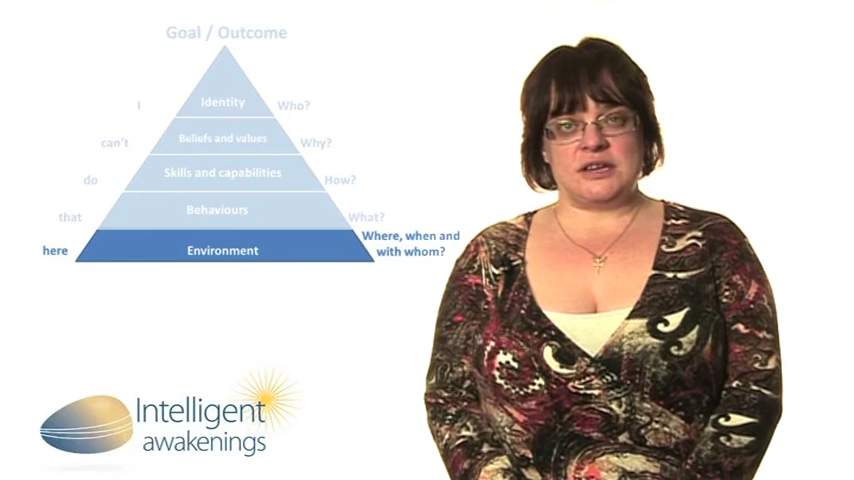 Goal / Outcome
I Identity Who?
can't Beliefs and values Why?
do Skills and capabilities How?
that Behaviours What?
here Environment Where, when and
with whom?
Intelligent
awakenings